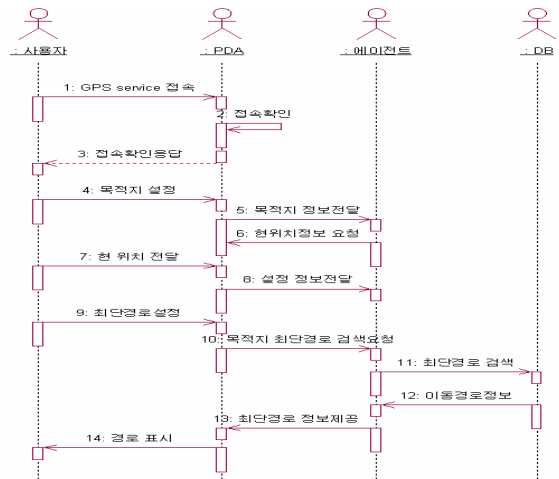 : 사용자
: PDA
: 에이전트
: DB
1: GPS service 접속
2: 접속확인
3: 접속확인응답
4: 목적지 설정
5: 목적지 정보전달
6: 현위치정보 요청
7: 현 위치 전달
8: 설정 정보전달
9: 최단경로설정
10: 목적지 최단경로 검색요청
11: 최단경로 검색
12: 이동경로정보
13: 최단경로 정보제공
14: 경로 표시